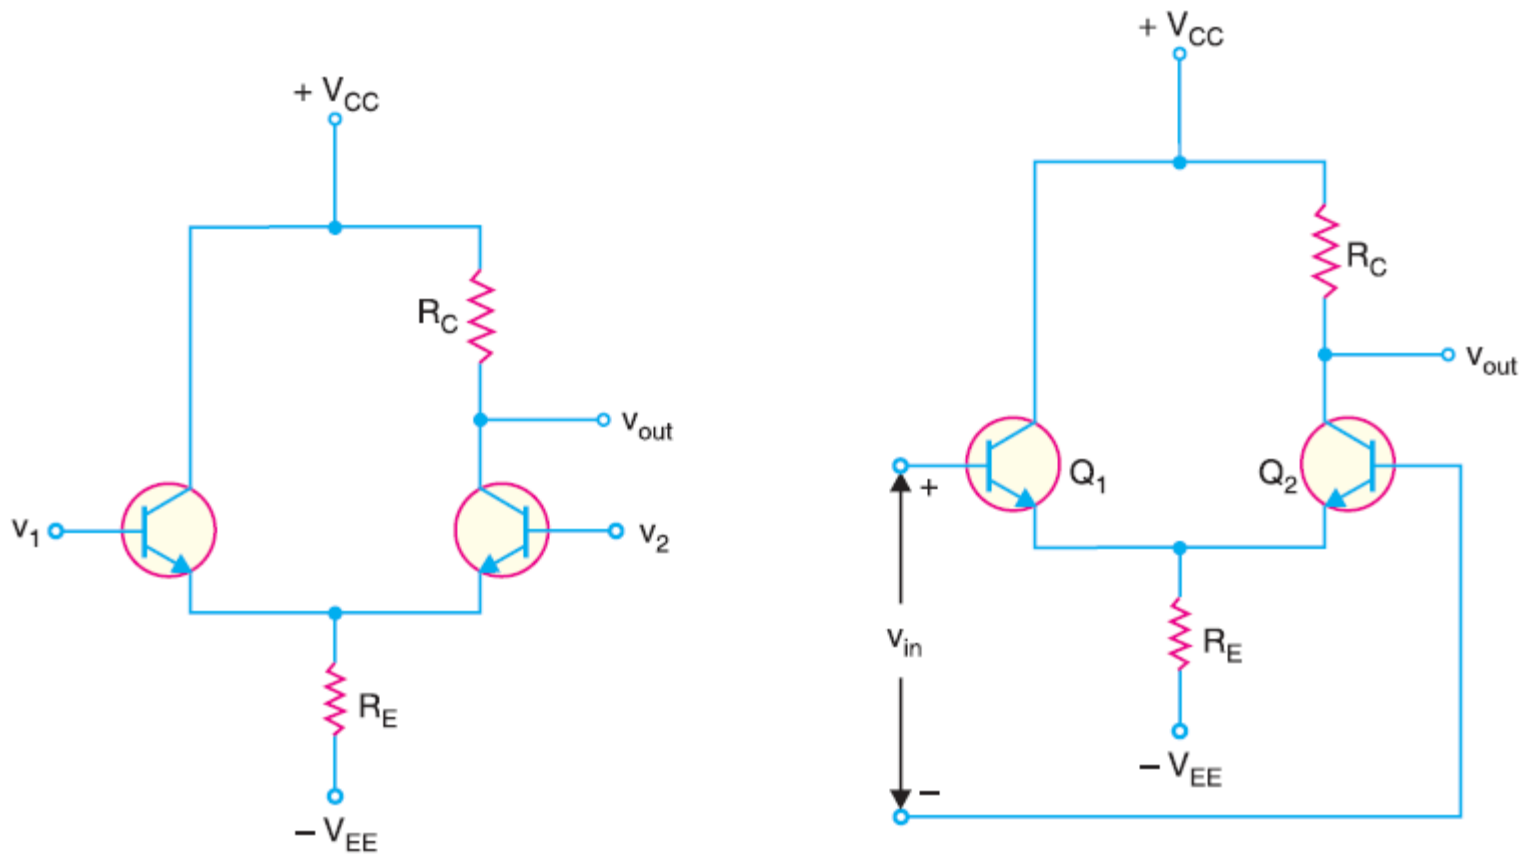 + VCC
RC
vout
v1
v2
RE
– VEE
+ VCC
RC
vout
Q1
Q2
+
vin
RE
– VEE
–